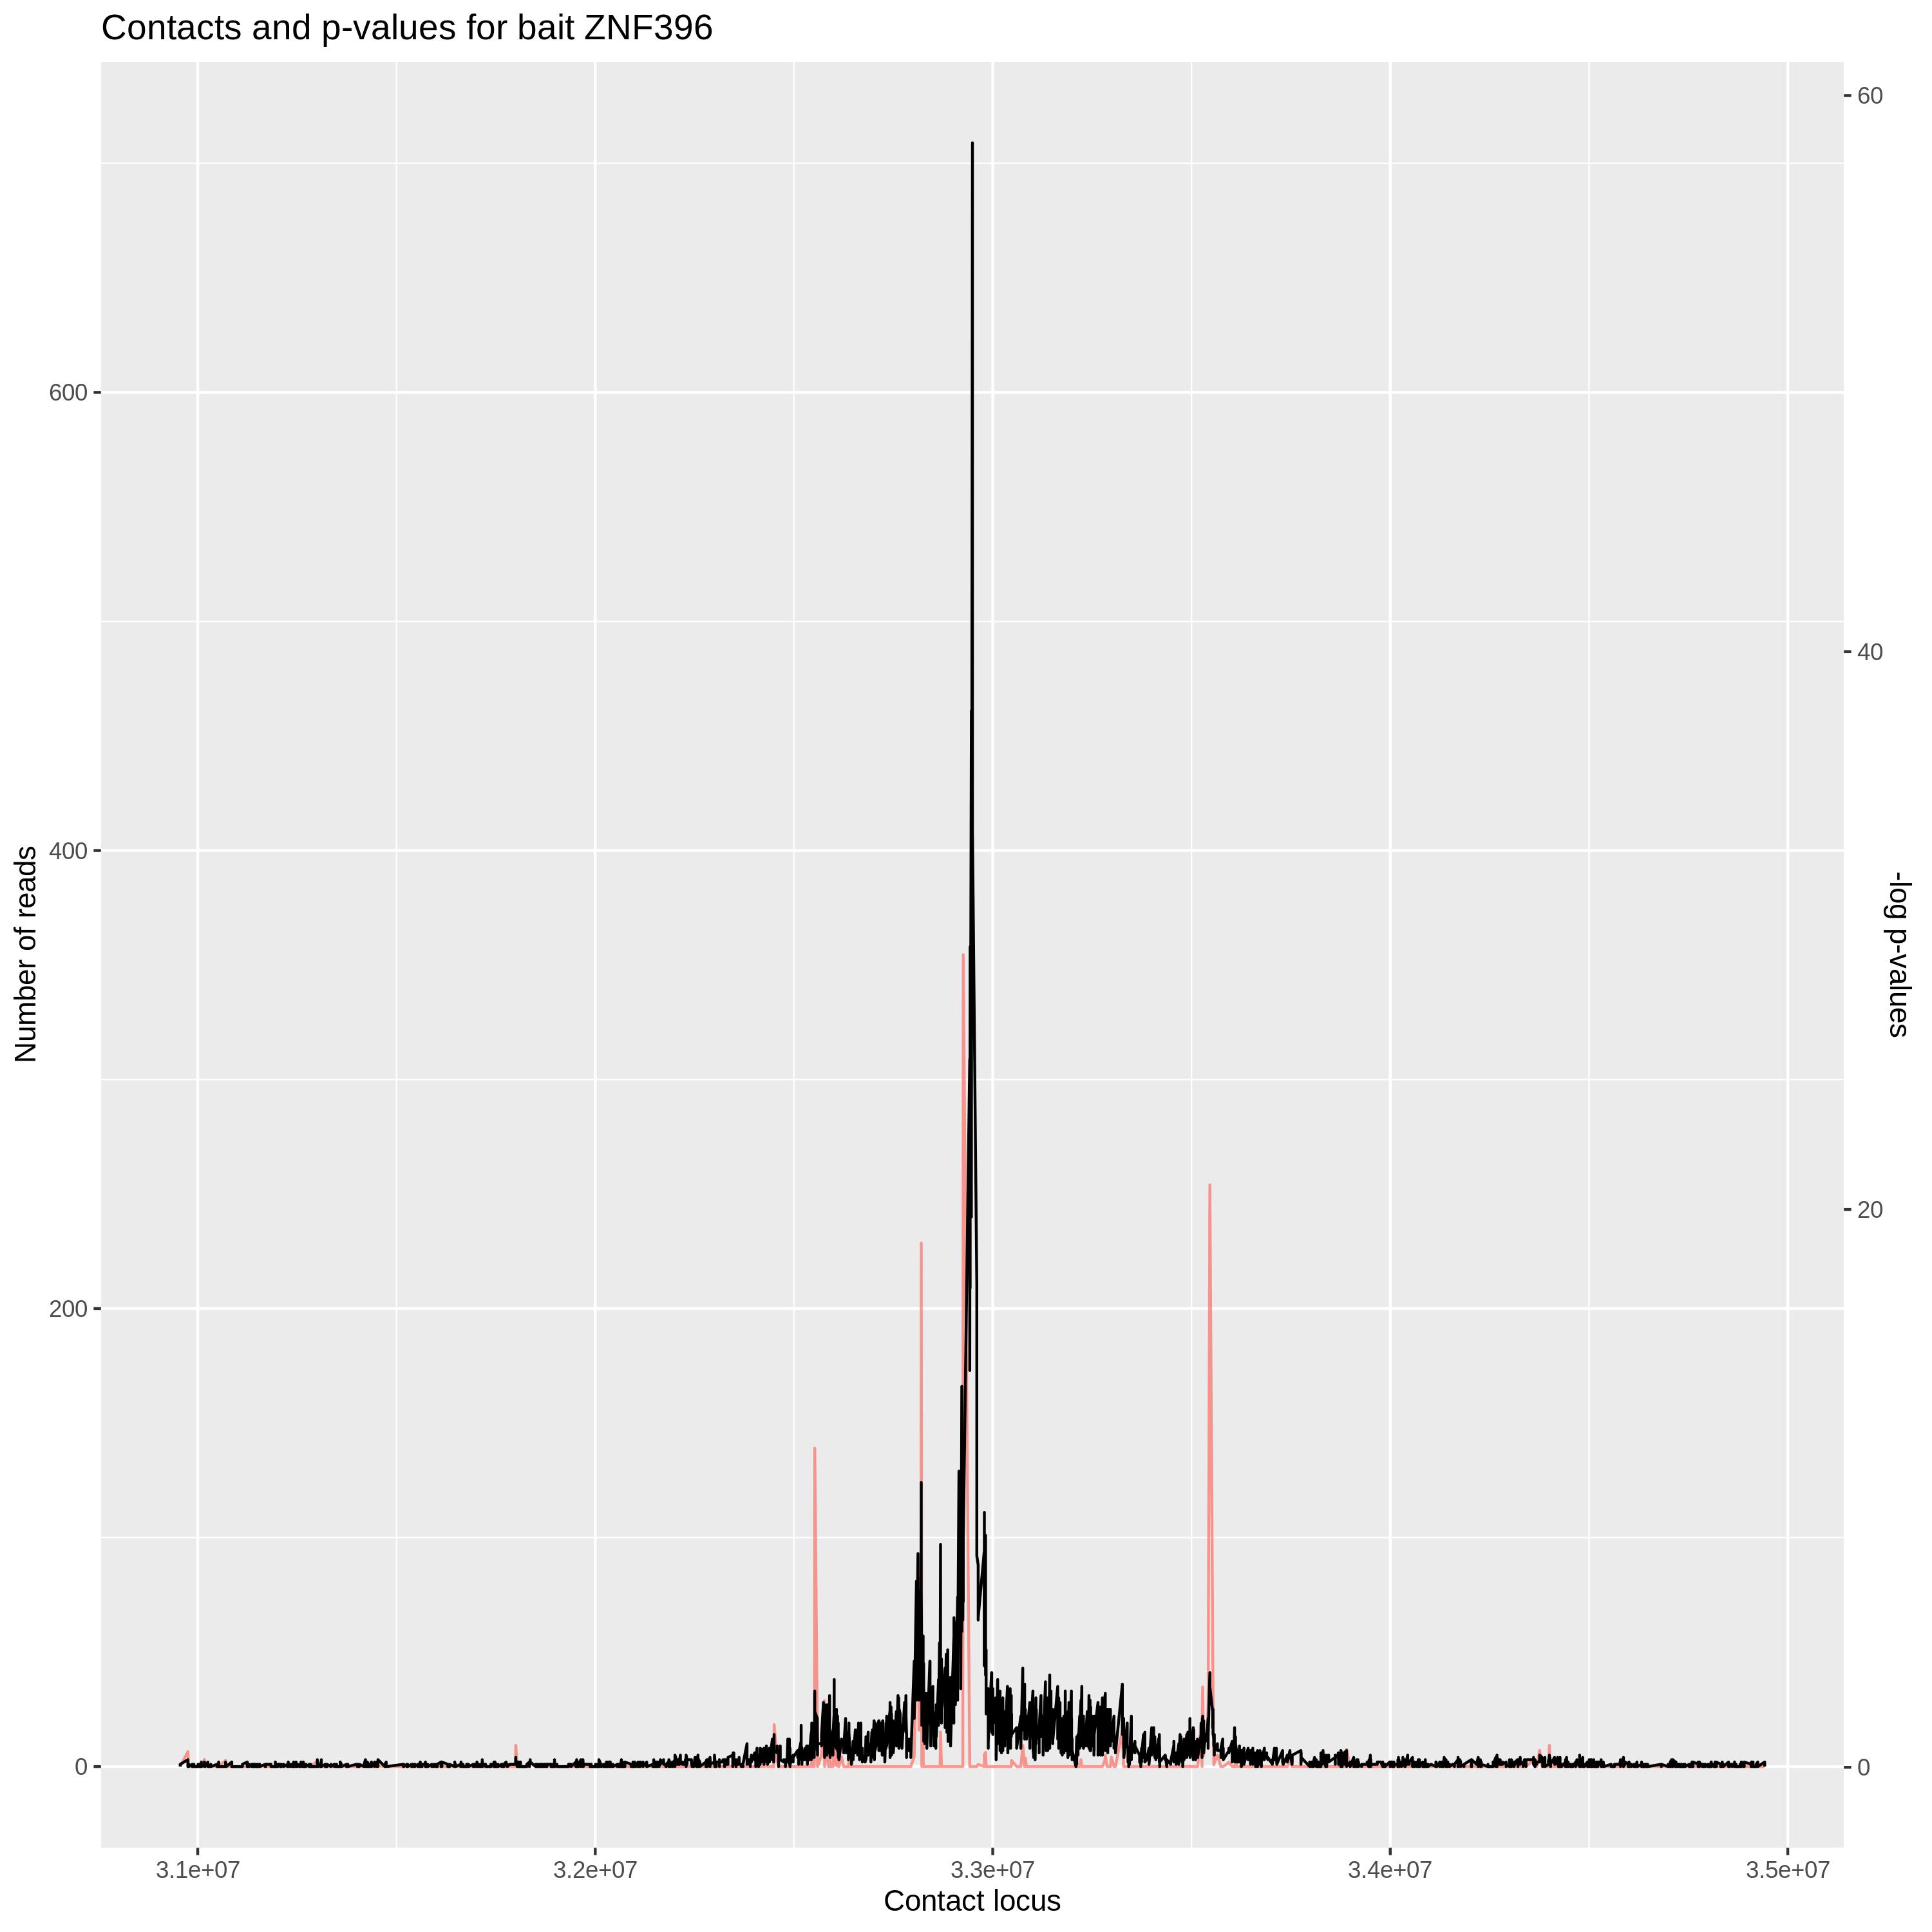 Contacts and p-values for bait ZNF396
60
600
40
400
Number of reads
-log p-values
20
200
0
0
3.1e+07
3.2e+07
3.3e+07
3.4e+07
3.5e+07
Contact locus